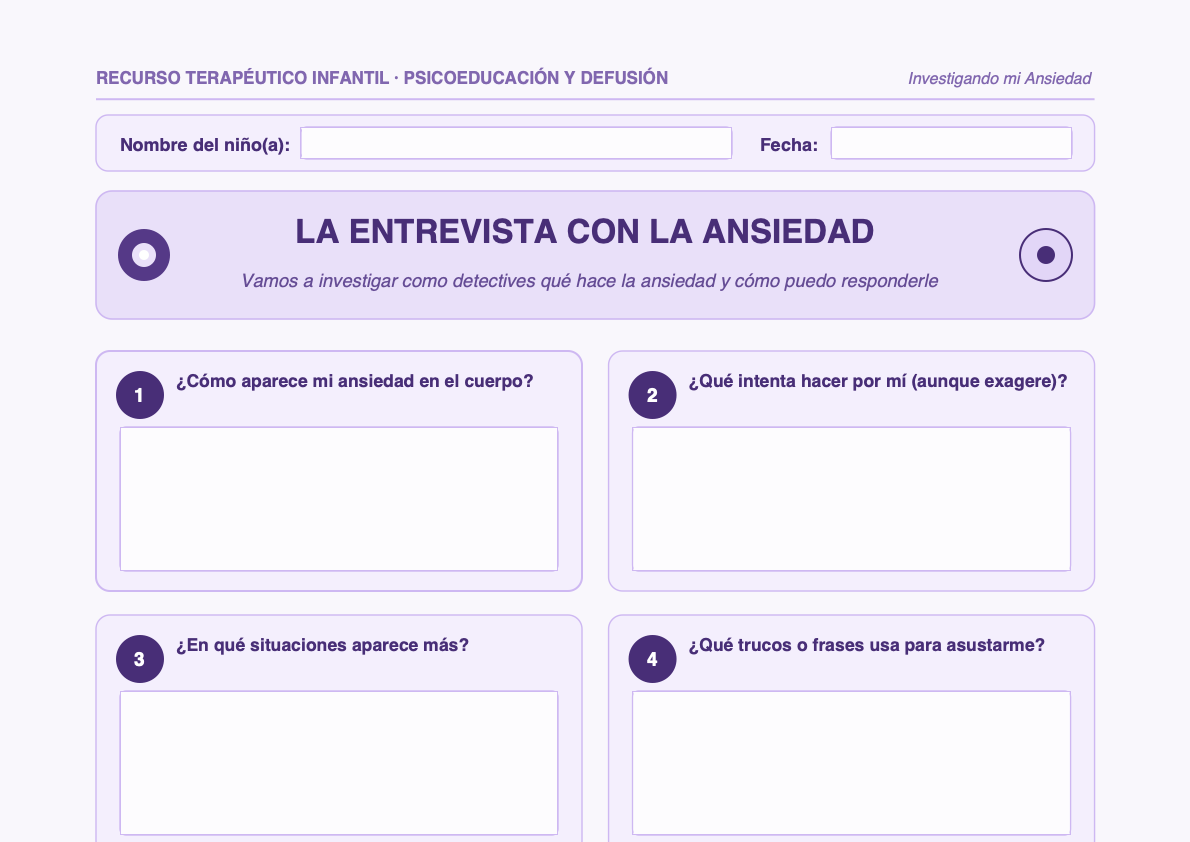 RECURSO TERAPÉUTICO INFANTIL · PSICOEDUCACIÓN Y DEFUSIÓN
Investigando mi Ansiedad
Nombre del niño(a):
Fecha:
LA ENTREVISTA CON LA ANSIEDAD
Vamos a investigar como detectives qué hace la ansiedad y cómo puedo responderle
1 ¿Cómo aparece mi ansiedad en el cuerpo?
2 ¿Qué intenta hacer por mí (aunque exagere)?
3 ¿En qué situaciones aparece más?
4 ¿Qué trucos o frases usa para asustarme?